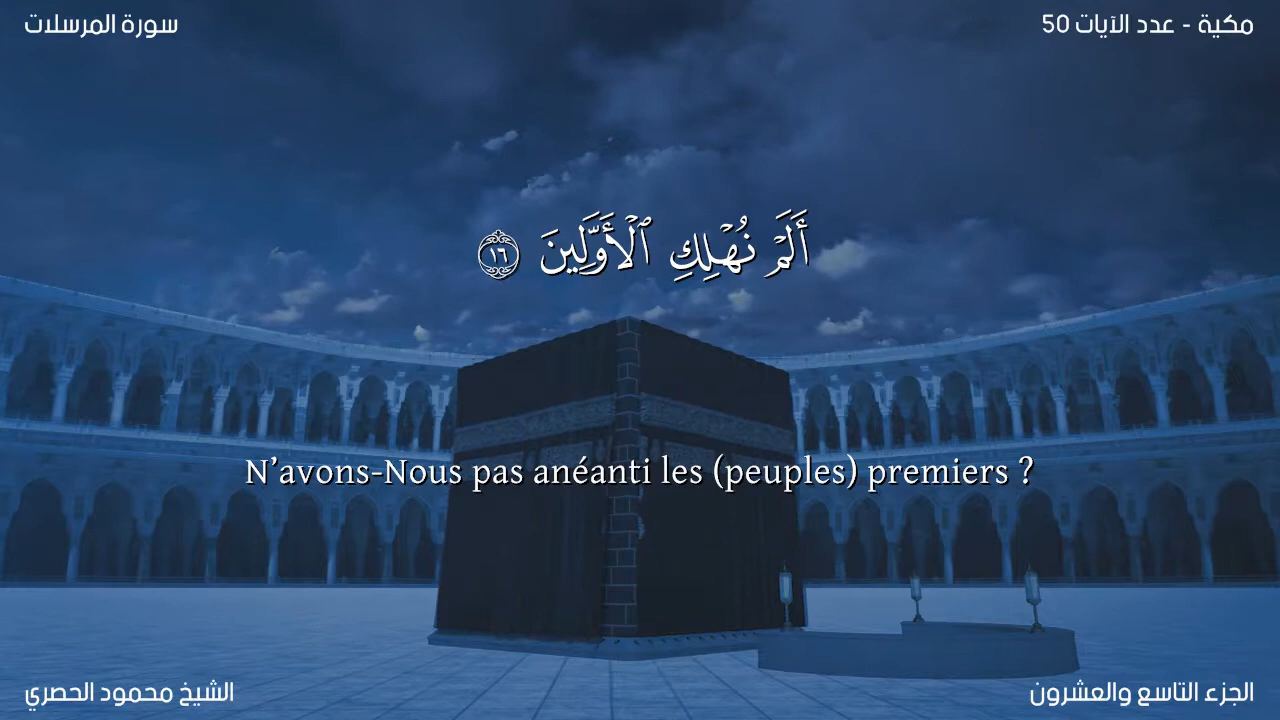 مكية - عدد الآيات 50
سورة المرسلات
أَلَمْ نُهْلِكِ ٱلْأَوَّلِينَ ١٦
N’avons-Nous pas anéanti les (peuples) premiers ?
الجزء التاسع والعشرون
الشيخ محمود الحصري